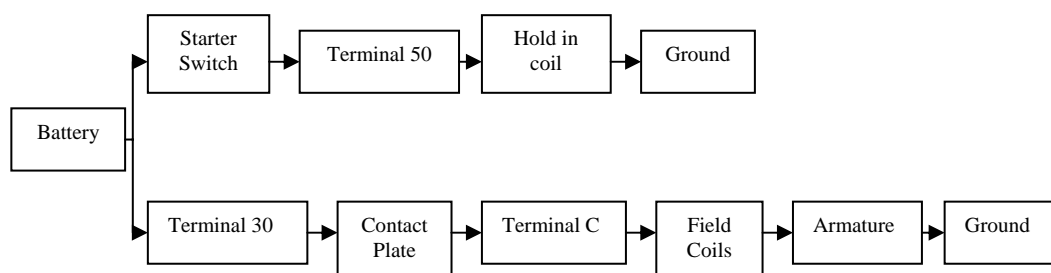 Starter
Switch
Terminal 50
Hold in
coil
Ground
Battery
Terminal 30
Contact
Plate
Terminal C
Field
Coils
Armature
Ground